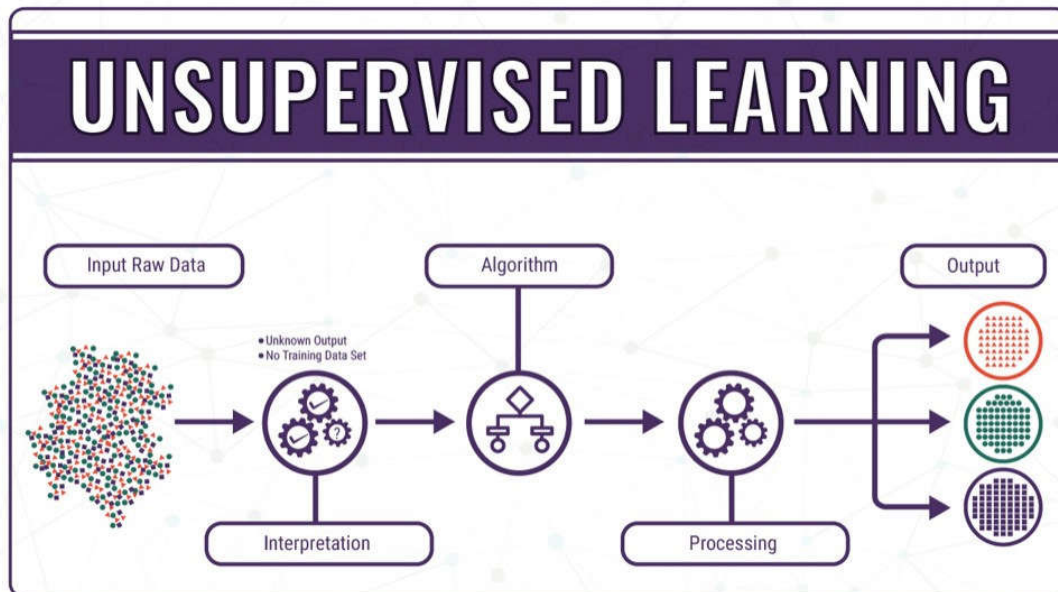 UNSUPERVISED LEARNING
Input Raw Data
Algorithm
Output
• Unknown Output
• No Training Data Set
?
Interpretation
Processing